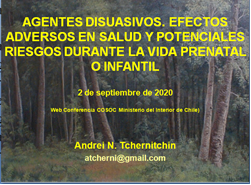 AGENTES DISUASIVOS. EFECTOS
ADVERSOS EN SALUD Y POTENCIALES
RIESGOS DURANTE LA VIDA PRENATAL
O INFANTIL
2 de septiembre de 2020
Web Conferencia COSOC Ministerio del Interior de Chile)
Andrei N. Tchernitchin
atcherni@gmail.com